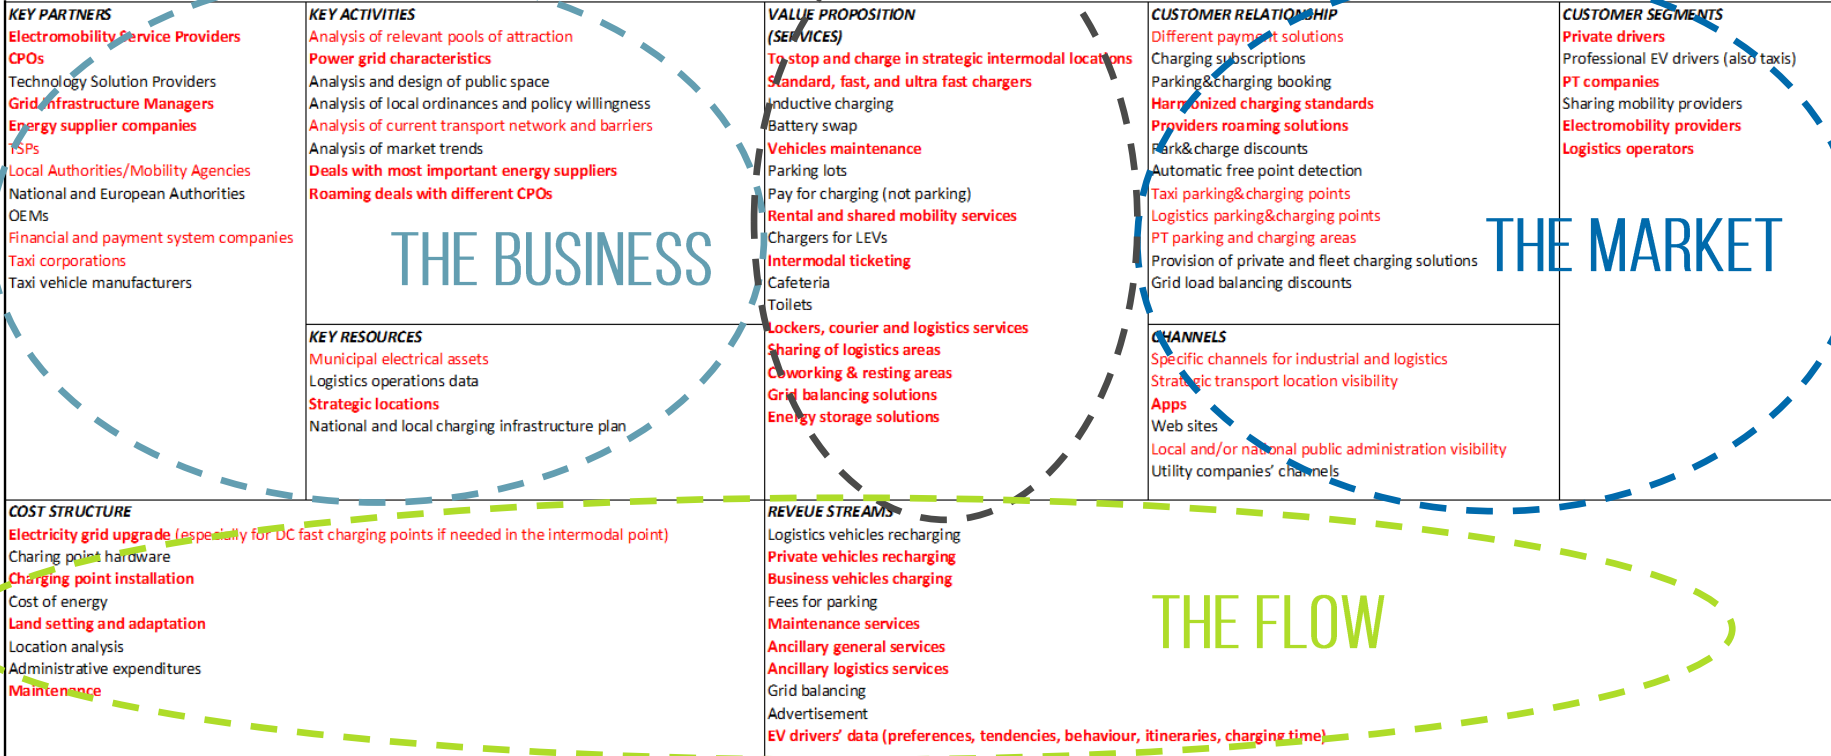 KEY PARTNERS
Electromobility Service Providers
CPOs
Technology Solution Providers
Grid Infrastructure Managers
Energy supplier companies
TSPs
Local Authorities/Mobility Agencies
National and European Authorities
OEMs
Financial and payment system companies
Taxi corporations
Taxi vehicle manufacturers
KEY ACTIVITIES
Analysis of relevant pools of attraction
Power grid characteristics
Analysis and design of public space
Analysis of local ordinances and policy willingness
Analysis of current transport network and barriers
Analysis of market trends
Deals with most important energy suppliers
Roaming deals with different CPOs
THE BUSINESS
KEY RESOURCES
Municipal electrical assets
Logistics operations data
Strategic locations
National and local charging infrastructure plan
VALUE PROPOSITION
(SERVICES)
To stop and charge in strategic intermodal locations
Standard, fast, and ultra fast chargers
Inductive charging
Battery swap
Vehicles maintenance
Parking lots
Pay for charging (not parking)
Rental and shared mobility services
Chargers for LEVs
Intermodal ticketing
Cafeteria
Toilets
Lockers, courier and logistics services
Sharing of logistics areas
Coworking & resting areas
Grid balancing solutions
Energy storage solutions
CUSTOMER RELATIONSHIP
Different payment solutions
Charging subscriptions
Parking&charging booking
Harmonized charging standards
Providers roaming solutions
Park&charge discounts
Automatic free point detection
Taxi parking&charging points
Logistics parking&charging points
PT parking and charging areas
Provision of private and fleet charging solutions
Grid load balancing discounts
CHANNELS
Specific channels for industrial and logistics
Strategic transport location visibility
Apps
Web sites
Local and/or national public administration visibility
Utility companies' channels
CUSTOMER SEGMENTS
Private drivers
Professional EV drivers (also taxis)
PT companies
Sharing mobility providers
Electromobility providers
Logistics operators
THE MARKET
COST STRUCTURE
Electricity grid upgrade (especially for DC fast charging points if needed in the intermodal point)
Charing point hardware
Charging point installation
Cost of energy
Land setting and adaptation
Location analysis
Administrative expenditures
Maintenance
REVEUE STREAMS
Logistics vehicles recharging
Private vehicles recharging
Business vehicles charging
Fees for parking
Maintenance services
Ancillary general services
Ancillary logistics services
Grid balancing
Advertisement
EV drivers' data (preferences, tendencies, behaviour, itineraries, charging time)
THE FLOW